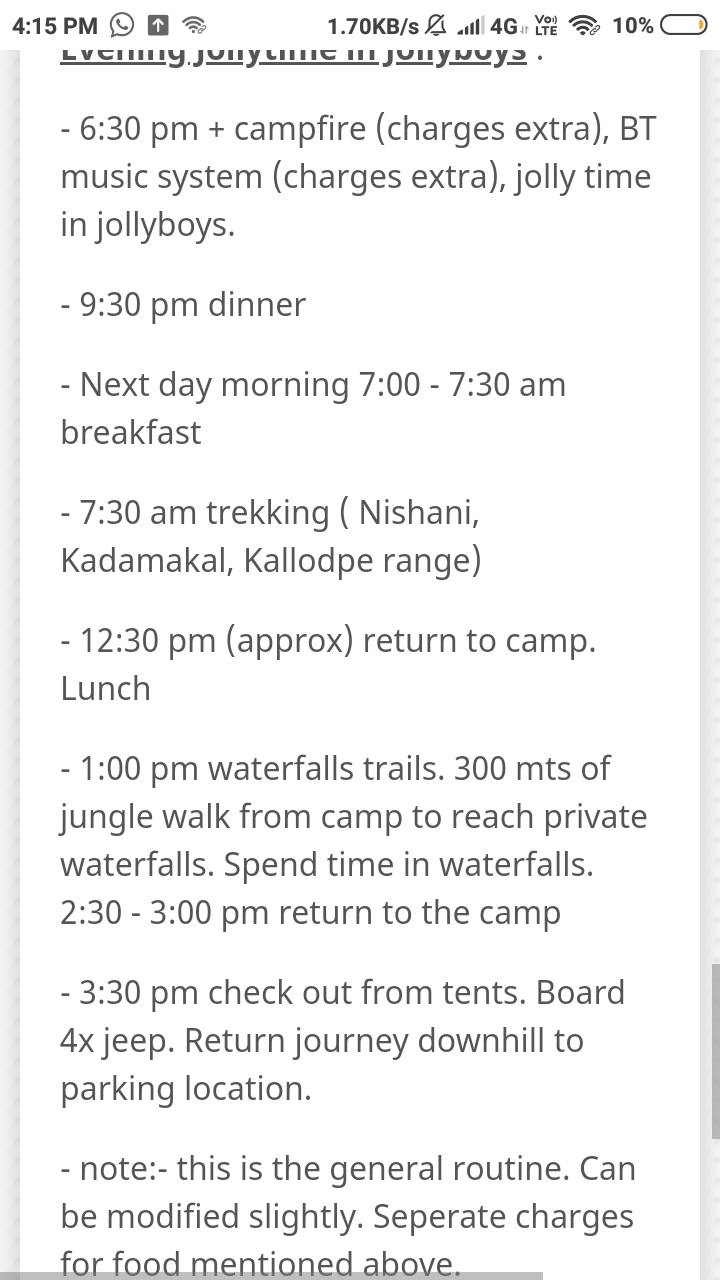 4:15 PM 1.70KB/s 4G VoLTE 10%
Evening jollytime in jollyboys :
- 6:30 pm + campfire (charges extra), BT
music system (charges extra), jolly time
in jollyboys.
- 9:30 pm dinner
- Next day morning 7:00 - 7:30 am
breakfast
- 7:30 am trekking ( Nishani,
Kadamakal, Kallodpe range)
- 12:30 pm (approx) return to camp.
Lunch
- 1:00 pm waterfalls trails. 300 mts of
jungle walk from camp to reach private
waterfalls. Spend time in waterfalls.
2:30 - 3:00 pm return to the camp
- 3:30 pm check out from tents. Board
4x jeep. Return journey downhill to
parking location.
- note:- this is the general routine. Can
be modified slightly. Seperate charges
for food mentioned above.